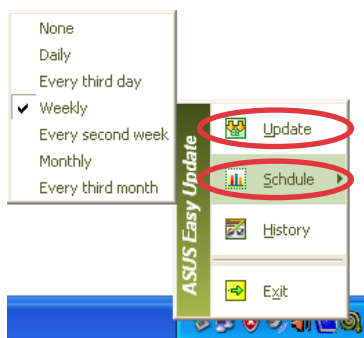 None
Daily
Every third day
Weekly
Every second week
Monthly
Every third month
ASUS Easy Update
Update
Schdule
History
Exit